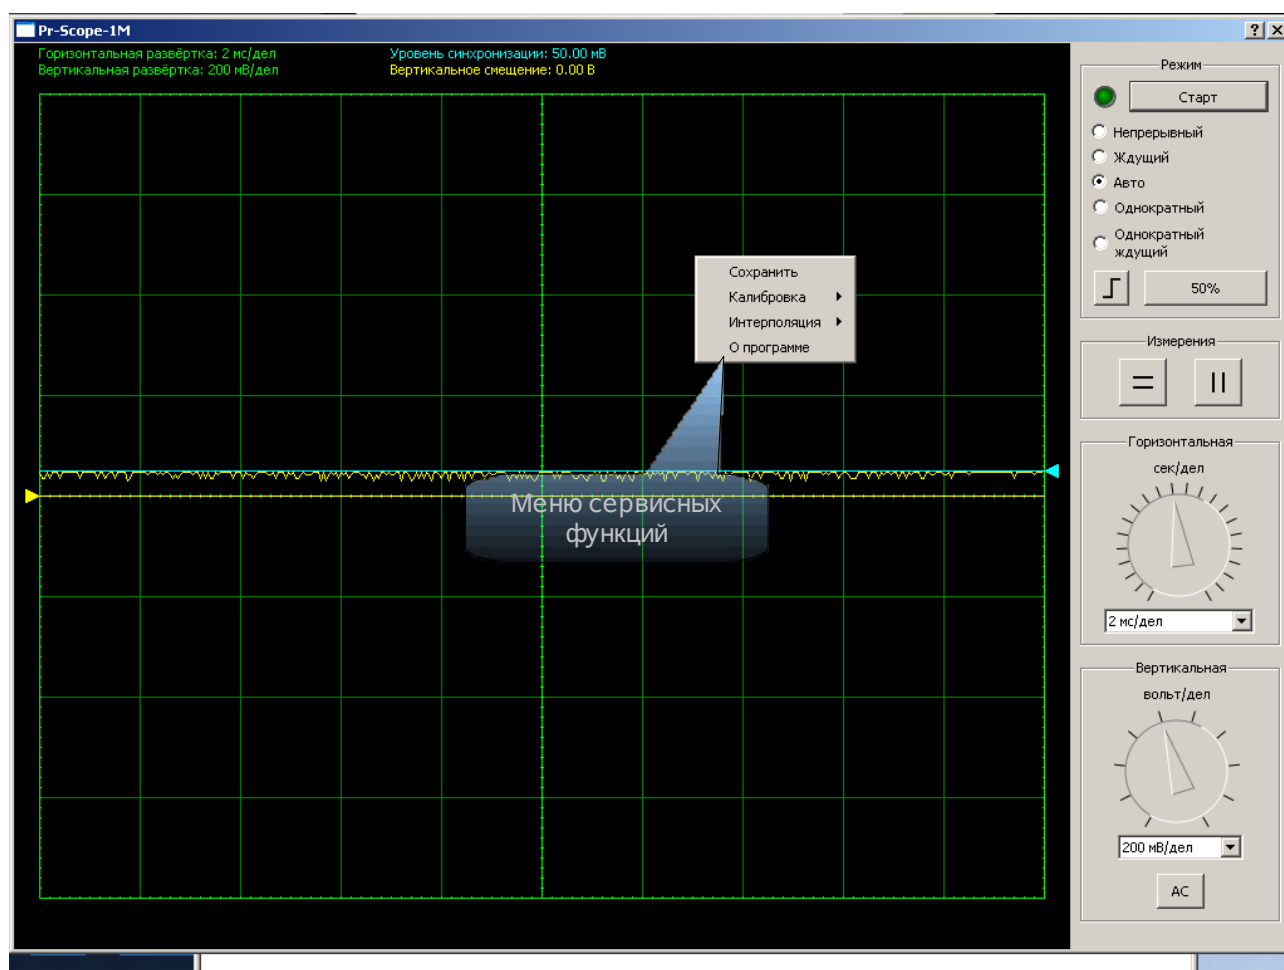 Pr-Scope-1M
Горизонтальная развёртка: 2 мс/дел
Вертикальная развёртка: 200 мВ/дел
Уровень синхронизации: 50.00 мВ
Вертикальное смещение: 0.00 В
Сохранить
Калибровка
Интерполяция
О программе
Меню сервисных
функций
Режим
Старт
Непрерывный
Ждущий
Авто
Однократный
Однократный
ждущий
50%
Измерения
Горизонтальная
сек/дел
2 мс/дел
Вертикальная
вольт/дел
200 мВ/дел
AC